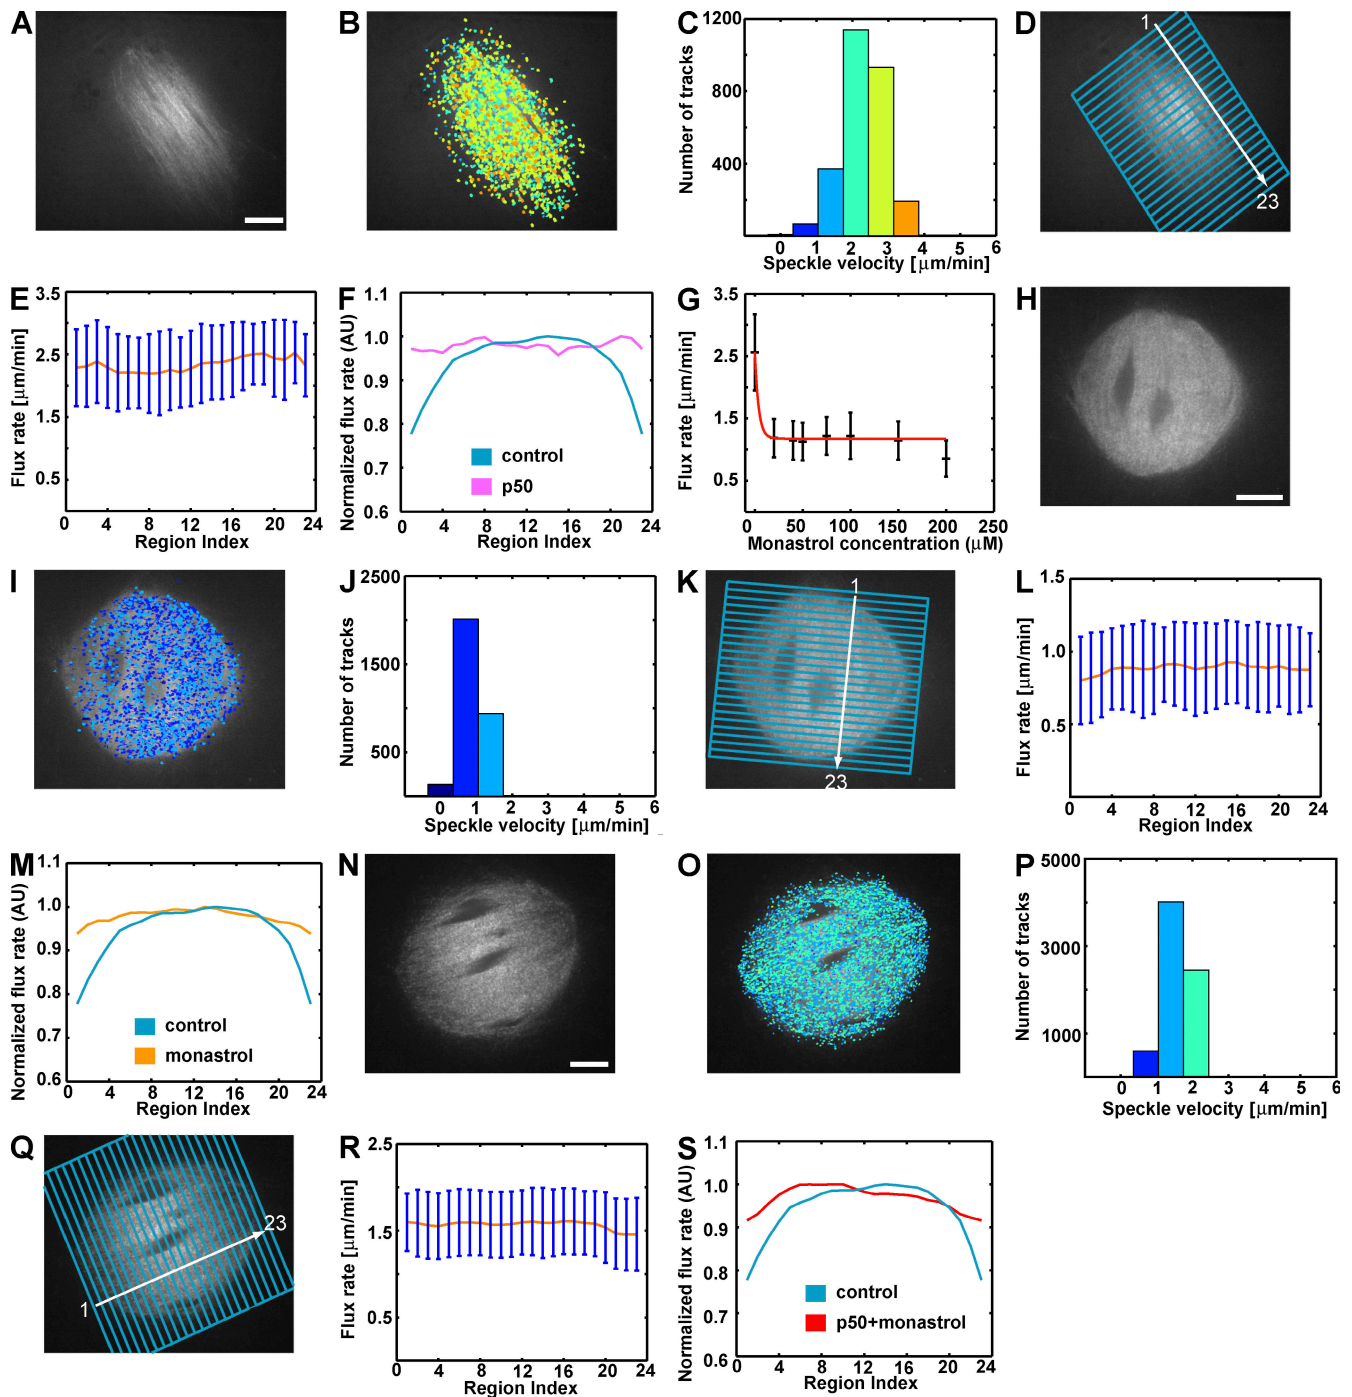 A
B
C
Number of tracks
1200
800
400
0
1
2
3
4
5
6
Speckle velocity [μm/min]
D
1
23
E
Flux rate [μm/min]
3.5
2.5
1.5
0.5
0
4
8
12
16
20
24
Region Index
F
Normalized flux rate (AU)
1.1
1.0
0.9
0.8
0.7
0.6
control
p50
0
4
8
12
16
20
24
Region Index
G
Flux rate [μm/min]
3.5
2.5
1.5
0.5
0
50
100
150
200
250
Monastrol concentration (μM)
H
I
J
Number of tracks
2500
1500
500
0
1
2
3
4
5
6
Speckle velocity [μm/min]
K
1
23
L
Flux rate [μm/min]
1.5
1.0
0.5
0
4
8
12
16
20
24
Region Index
M
Normalized flux rate (AU)
1.1
1.0
0.9
0.8
0.7
0.6
control
monastrol
0
4
8
12
16
20
24
Region Index
N
O
P
Number of tracks
5000
3000
1000
0
1
2
3
4
5
6
Speckle velocity [μm/min]
Q
1
23
R
Flux rate [μm/min]
2.5
1.5
0.5
0
4
8
12
16
20
24
Region Index
S
Normalized flux rate (AU)
1.1
1.0
0.9
0.8
0.7
0.6
control
p50+monastrol
0
4
8
12
16
20
24
Region Index